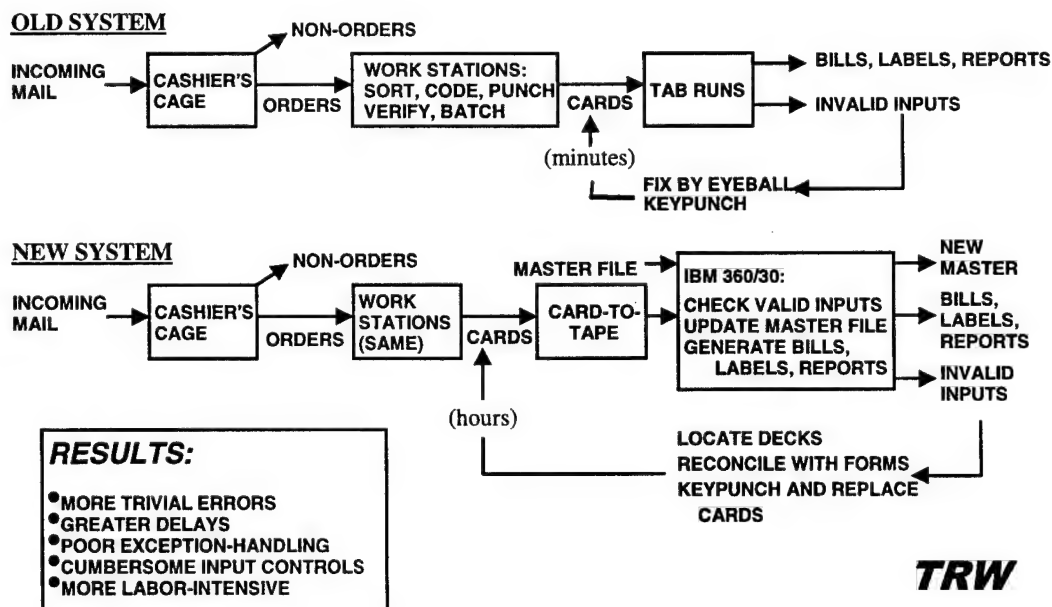 OLD SYSTEM
INCOMING
MAIL
CASHIER'S
CAGE
NON-ORDERS
ORDERS
WORK STATIONS:
SORT, CODE, PUNCH
VERIFY, BATCH
CARDS
TAB RUNS
BILLS, LABELS, REPORTS
INVALID INPUTS
(minutes)
FIX BY EYEBALL
KEYPUNCH
NEW SYSTEM
INCOMING
MAIL
CASHIER'S
CAGE
NON-ORDERS
ORDERS
WORK
STATIONS
(SAME)
CARDS
MASTER FILE
CARD-TO-
TAPE
IBM 360/30:
CHECK VALID INPUTS
UPDATE MASTER FILE
GENERATE BILLS,
LABELS, REPORTS
NEW
MASTER
BILLS,
LABELS,
REPORTS
INVALID
INPUTS
(hours)
LOCATE DECKS
RECONCILE WITH FORMS
KEYPUNCH AND REPLACE
CARDS
RESULTS:
●MORE TRIVIAL ERRORS
●GREATER DELAYS
●POOR EXCEPTION-HANDLING
●CUMBERSOME INPUT CONTROLS
●MORE LABOR-INTENSIVE
TRW